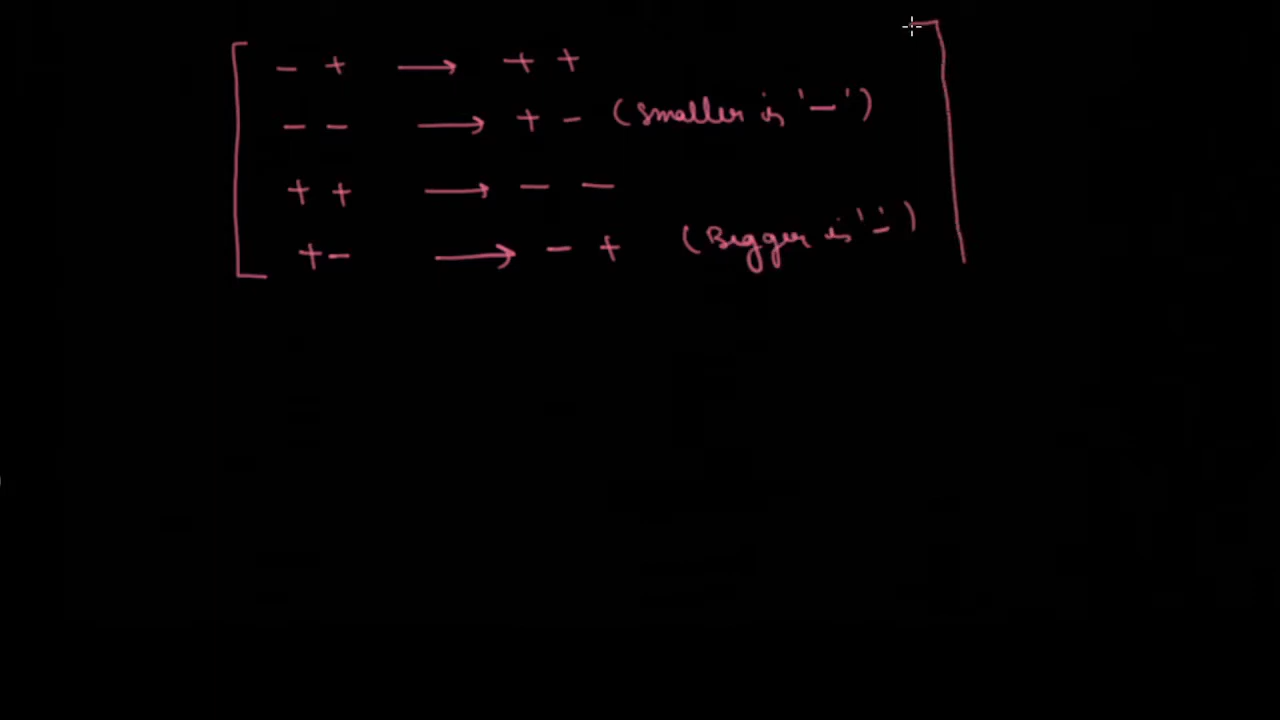 - + ⟶ + +
- - ⟶ + - (smaller is '-')
+ + ⟶ - -
+ - ⟶ - + (Bigger is '-')